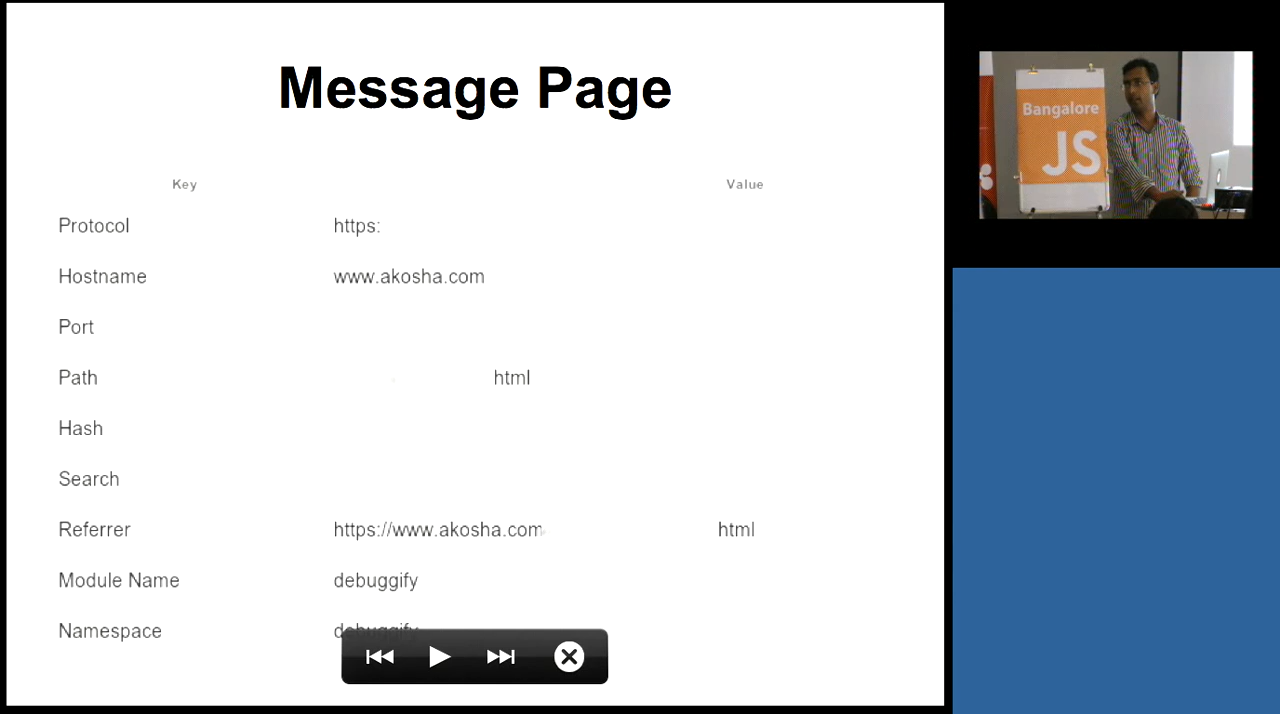 Message Page
Key Value
Protocol https:
Hostname www.akosha.com
Port
Path html
Hash
Search
Referrer https://www.akosha.com html
Module Name debuggify
Namespace debuggify
Bangalore
JS